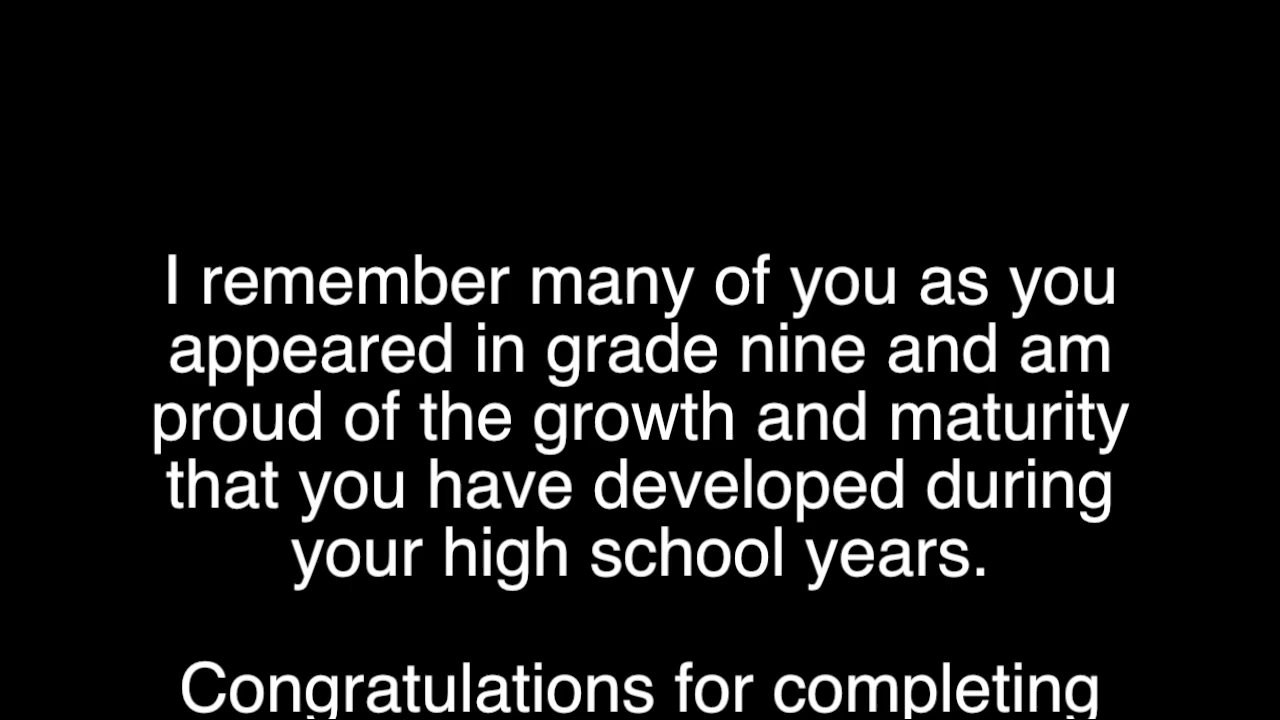 I remember many of you as you
appeared in grade nine and am
proud of the growth and maturity
that you have developed during
your high school years.
Congratulations for completing